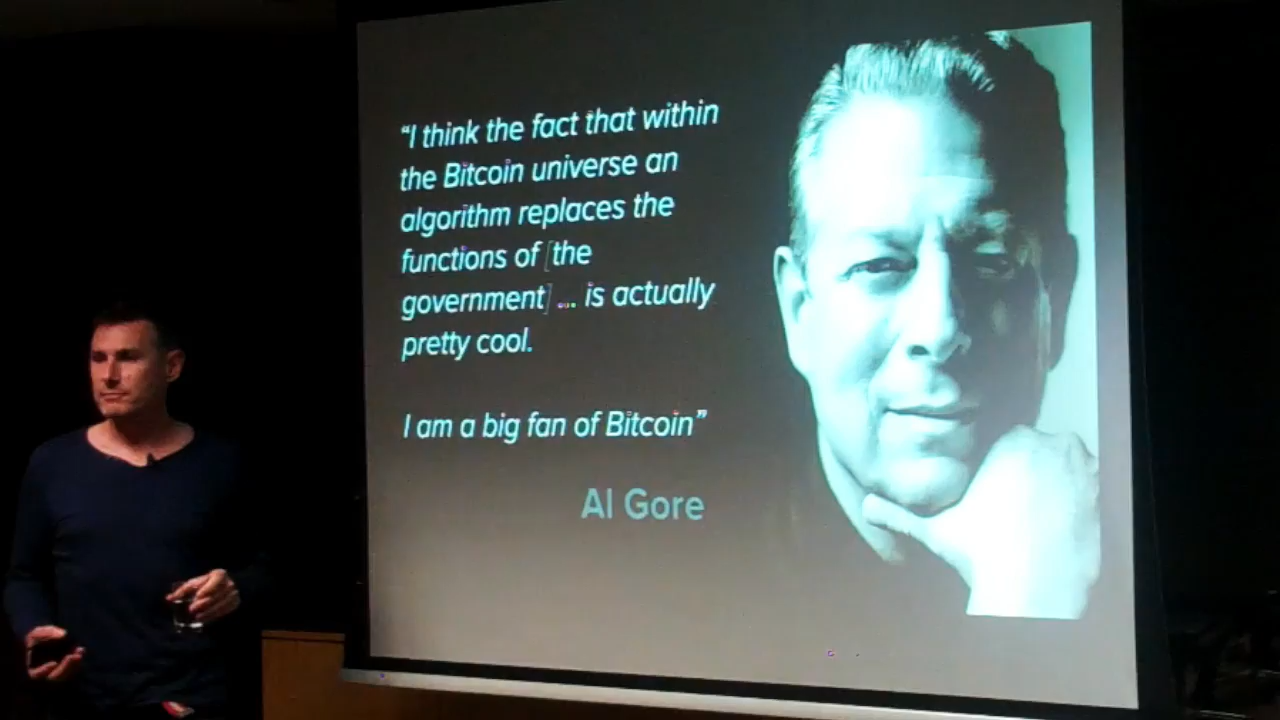 “I think the fact that within
the Bitcoin universe an
algorithm replaces the
functions of [the
government] ... is actually
pretty cool.
I am a big fan of Bitcoin”
Al Gore